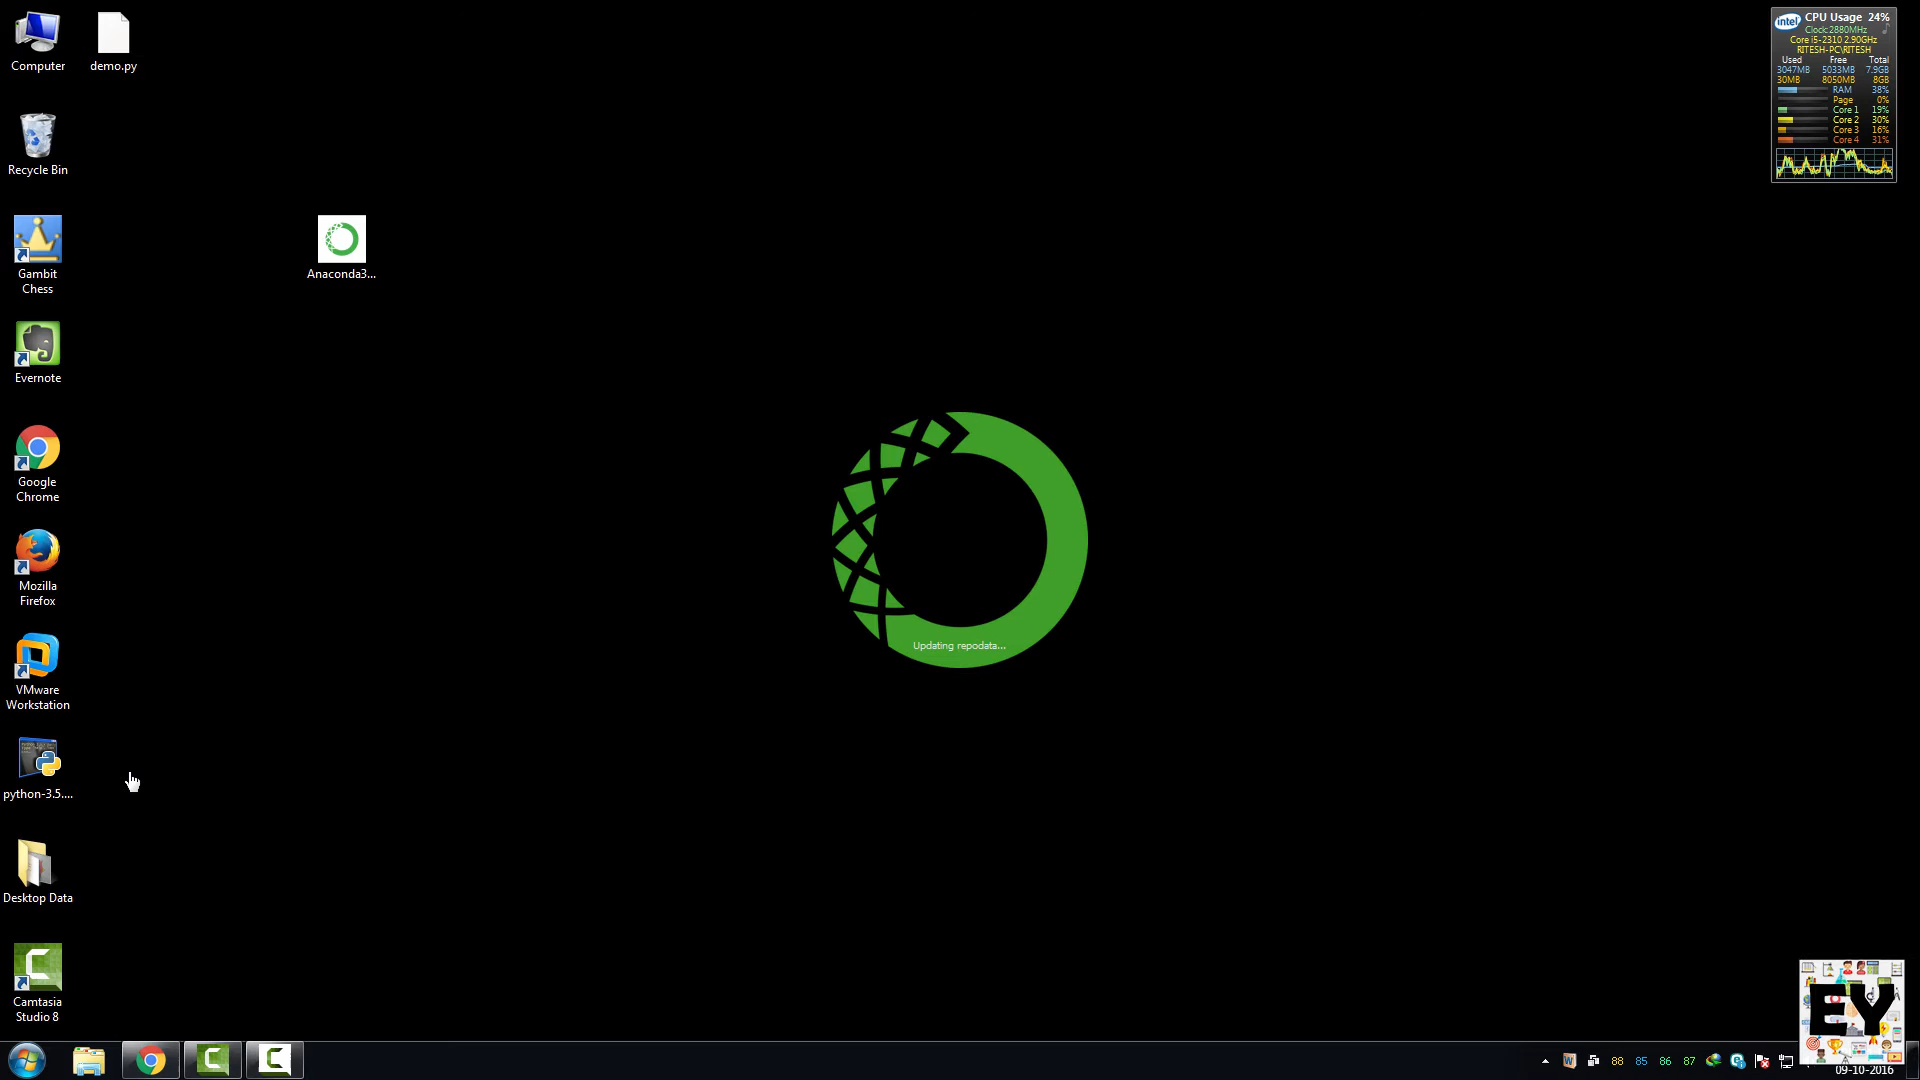 Computer
demo.py
Recycle Bin
Gambit
Chess
Anaconda3...
Evernote
Google
Chrome
Mozilla
Firefox
VMware
Workstation
python-3.5....
Desktop Data
Camtasia
Studio 8
Updating repodata...
intel CPU Usage 24%
Clock:2880MHz
Core i5-2310 2.90GHz
RITESH-PC\RITESH
Used Free Total
3047MB 5033MB 7.9GB
30MB 8050MB 8GB
RAM 38%
Page 0%
Core 1 19%
Core 2 30%
Core 3 16%
Core 4 31%
EY
88 85 86 87
09-10-2016